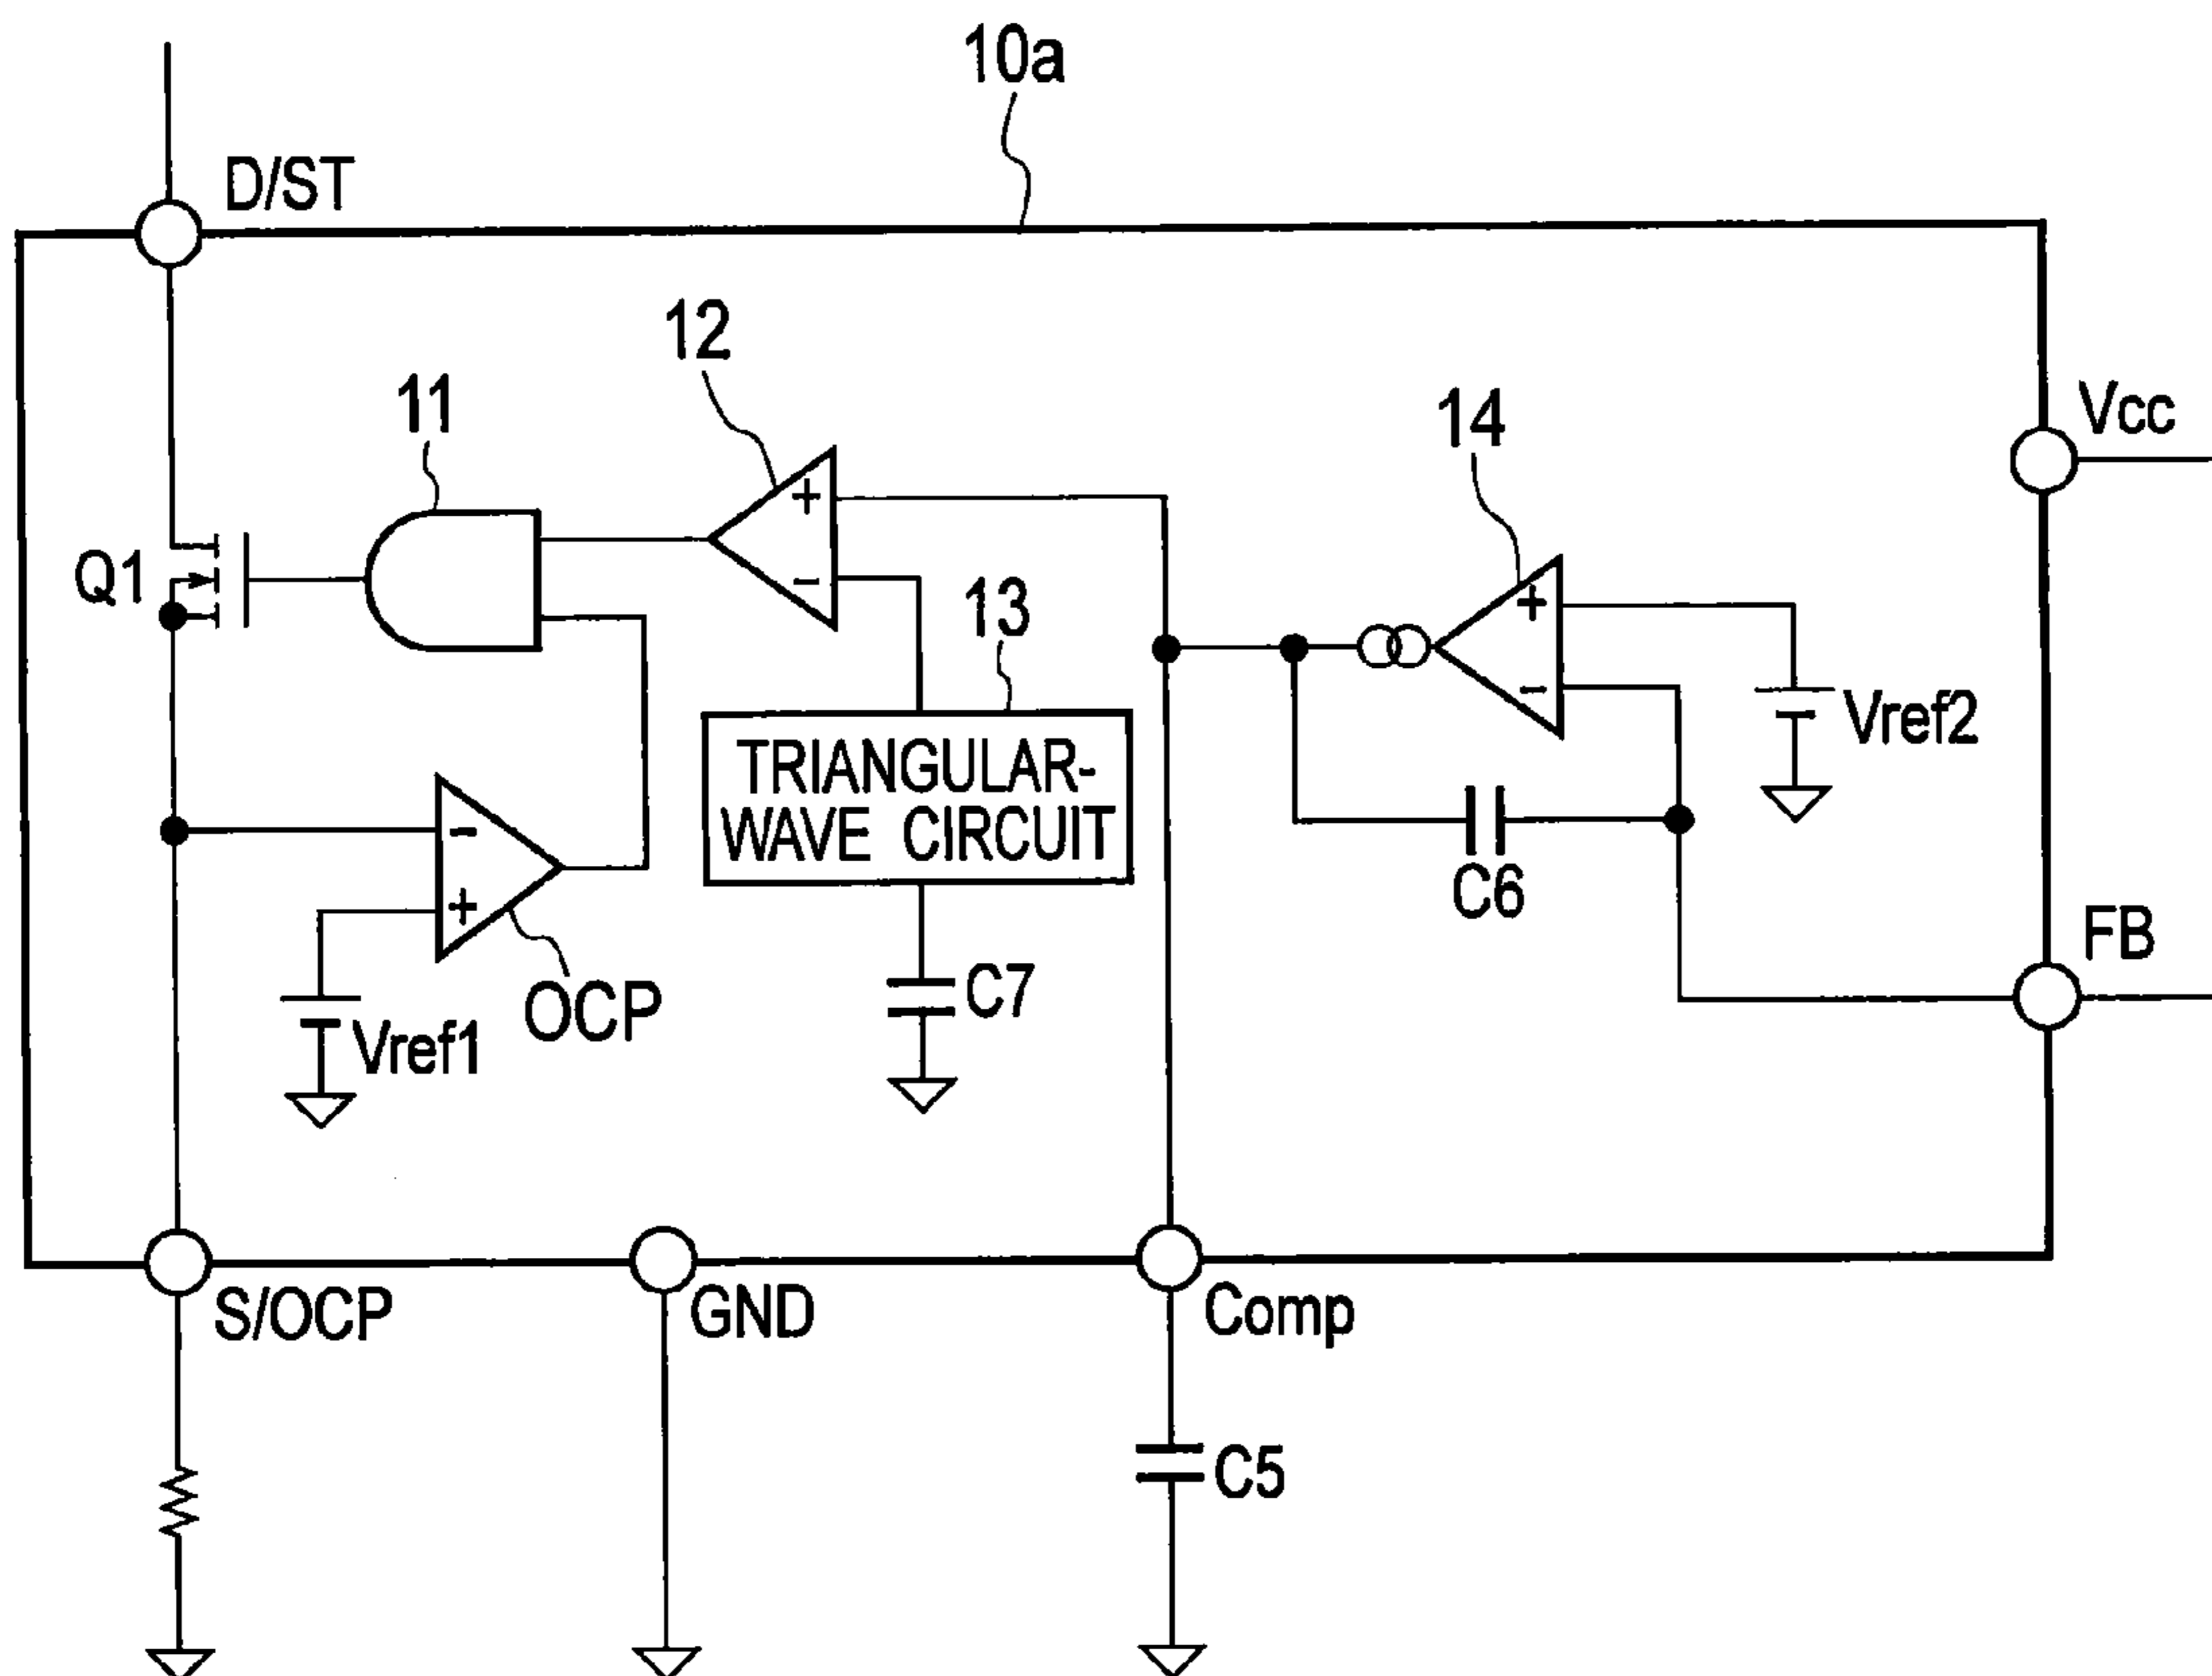 10a
D/ST
12
11
14
Vcc
Q1
+
-
13
+
-
Vref2
TRIANGULAR-
WAVE CIRCUIT
-
+
C6
FB
C7
OCP
Vref1
S/OCP
GND
Comp
C5